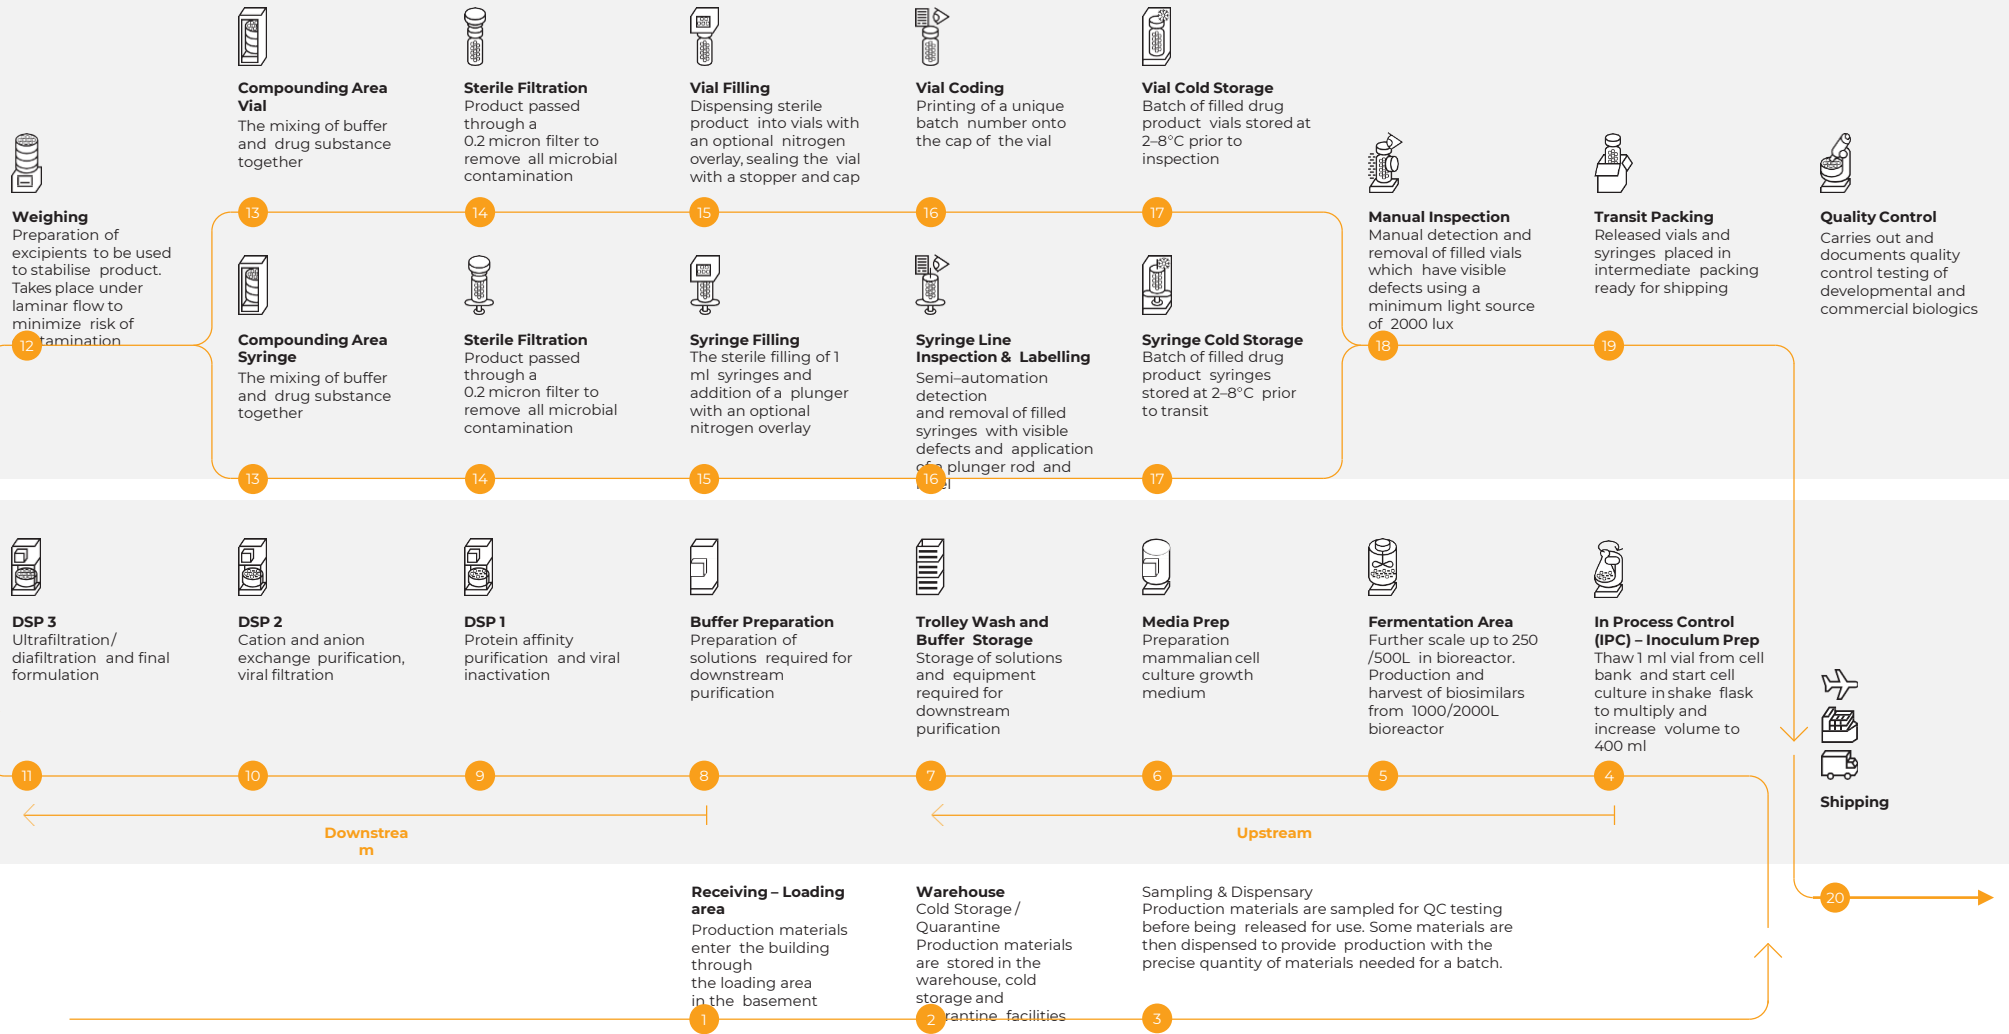 Compounding Area
Vial
The mixing of buffer
and drug substance
together
Sterile Filtration
Product passed
through a
0.2 micron filter to
remove all microbial
contamination
Vial Filling
Dispensing sterile
product into vials with
an optional nitrogen
overlay, sealing the vial
with a stopper and cap
Vial Coding
Printing of a unique
batch number onto
the cap of the vial
Vial Cold Storage
Batch of filled drug
product vials stored at
2–8°C prior to
inspection
13
14
15
16
17
Weighing
Preparation of
excipients to be used
to stabilise product.
Takes place under
laminar flow to
minimize risk of
tamination
12
Compounding Area
Syringe
The mixing of buffer
and drug substance
together
Sterile Filtration
Product passed
through a
0.2 micron filter to
remove all microbial
contamination
Syringe Filling
The sterile filling of 1
ml syringes and
addition of a plunger
with an optional
nitrogen overlay
Syringe Line
Inspection & Labelling
Semi–automation
detection
and removal of filled
syringes with visible
defects and application
of a plunger rod and
Syringe Cold Storage
Batch of filled drug
product syringes
stored at 2–8°C prior
to transit
13
14
15
16
17
Manual Inspection
Manual detection and
removal of filled vials
which have visible
defects using a
minimum light source
of 2000 lux
18
Transit Packing
Released vials and
syringes placed in
intermediate packing
ready for shipping
19
Quality Control
Carries out and
documents quality
control testing of
developmental and
commercial biologics
DSP 3
Ultrafiltration/
diafiltration and final
formulation
DSP 2
Cation and anion
exchange purification,
viral filtration
DSP 1
Protein affinity
purification and viral
inactivation
Buffer Preparation
Preparation of
solutions required for
downstream
purification
Trolley Wash and
Buffer Storage
Storage of solutions
and equipment
required for
downstream
purification
Media Prep
Preparation
mammalian cell
culture growth
medium
Fermentation Area
Further scale up to 250
/500L in bioreactor.
Production and
harvest of biosimilars
from 1000/2000L
bioreactor
In Process Control
(IPC) – Inoculum Prep
Thaw 1 ml vial from cell
bank and start cell
culture in shake flask
to multiply and
increase volume to
400 ml
11
10
9
8
7
6
5
4
Downstrea
m
Upstream
Shipping
Receiving – Loading
area
Production materials
enter the building
through
the loading area
in the basement
Warehouse
Cold Storage /
Quarantine
Production materials
are stored in the
warehouse, cold
storage and
rantine facilities
Sampling & Dispensary
Production materials are sampled for QC testing
before being released for use. Some materials are
then dispensed to provide production with the
precise quantity of materials needed for a batch.
1
2
3
20